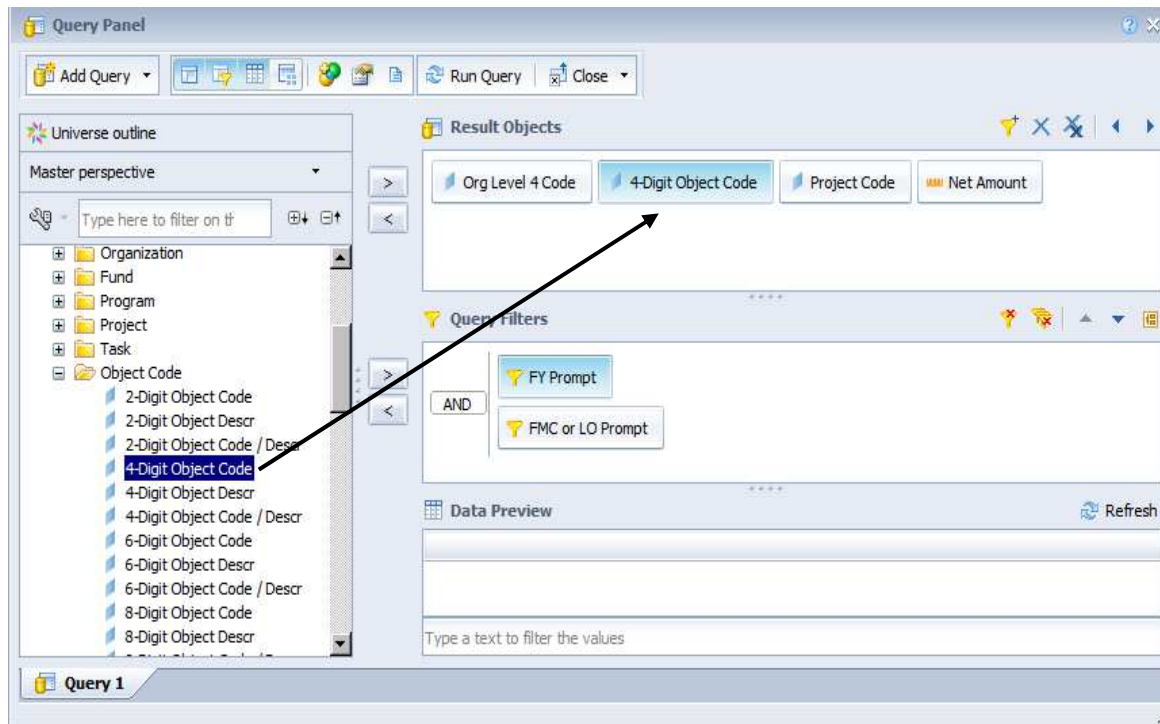 Query Panel
Add Query
Run Query
Close
Universe outline
Master perspective
Type here to filter on th
Organization
Fund
Program
Project
Task
Object Code
2-Digit Object Code
2-Digit Object Descr
2-Digit Object Code / Descr
4-Digit Object Code
4-Digit Object Descr
4-Digit Object Code / Descr
6-Digit Object Code
6-Digit Object Descr
6-Digit Object Code / Descr
8-Digit Object Code
8-Digit Object Descr
Result Objects
Org Level 4 Code
4-Digit Object Code
Project Code
Net Amount
Query Filters
AND
FY Prompt
FMC or LO Prompt
Data Preview
Refresh
Type a text to filter the values
Query 1